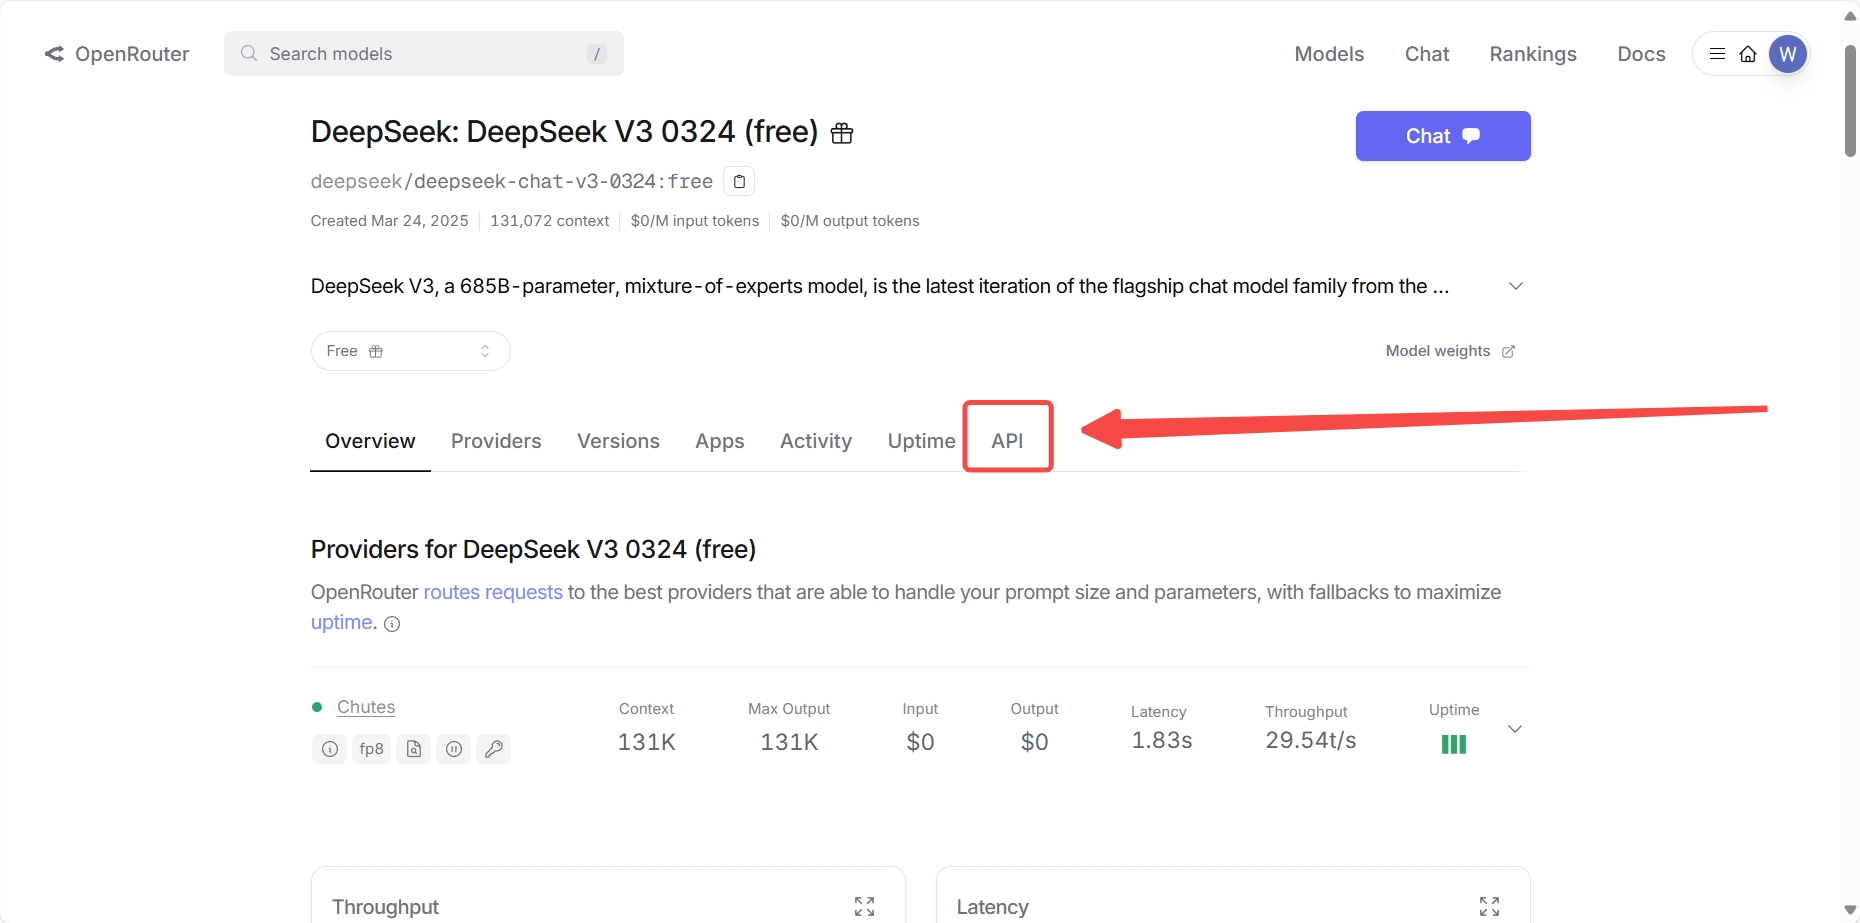 OpenRouter
Search models
/
Models
Chat
Rankings
Docs
W
DeepSeek: DeepSeek V3 0324 (free)
Chat
deepseek/deepseek-chat-v3-0324:free
Created Mar 24, 2025
131,072 context
$0/M input tokens
$0/M output tokens
DeepSeek V3, a 685B-parameter, mixture-of-experts model, is the latest iteration of the flagship chat model family from the ...
Free
Model weights
Overview
Providers
Versions
Apps
Activity
Uptime
API
Providers for DeepSeek V3 0324 (free)
OpenRouter routes requests to the best providers that are able to handle your prompt size and parameters, with fallbacks to maximize
uptime.
Chutes
fp8
Context
131K
Max Output
131K
Input
$0
Output
$0
Latency
1.83s
Throughput
29.54t/s
Uptime
Throughput
Latency